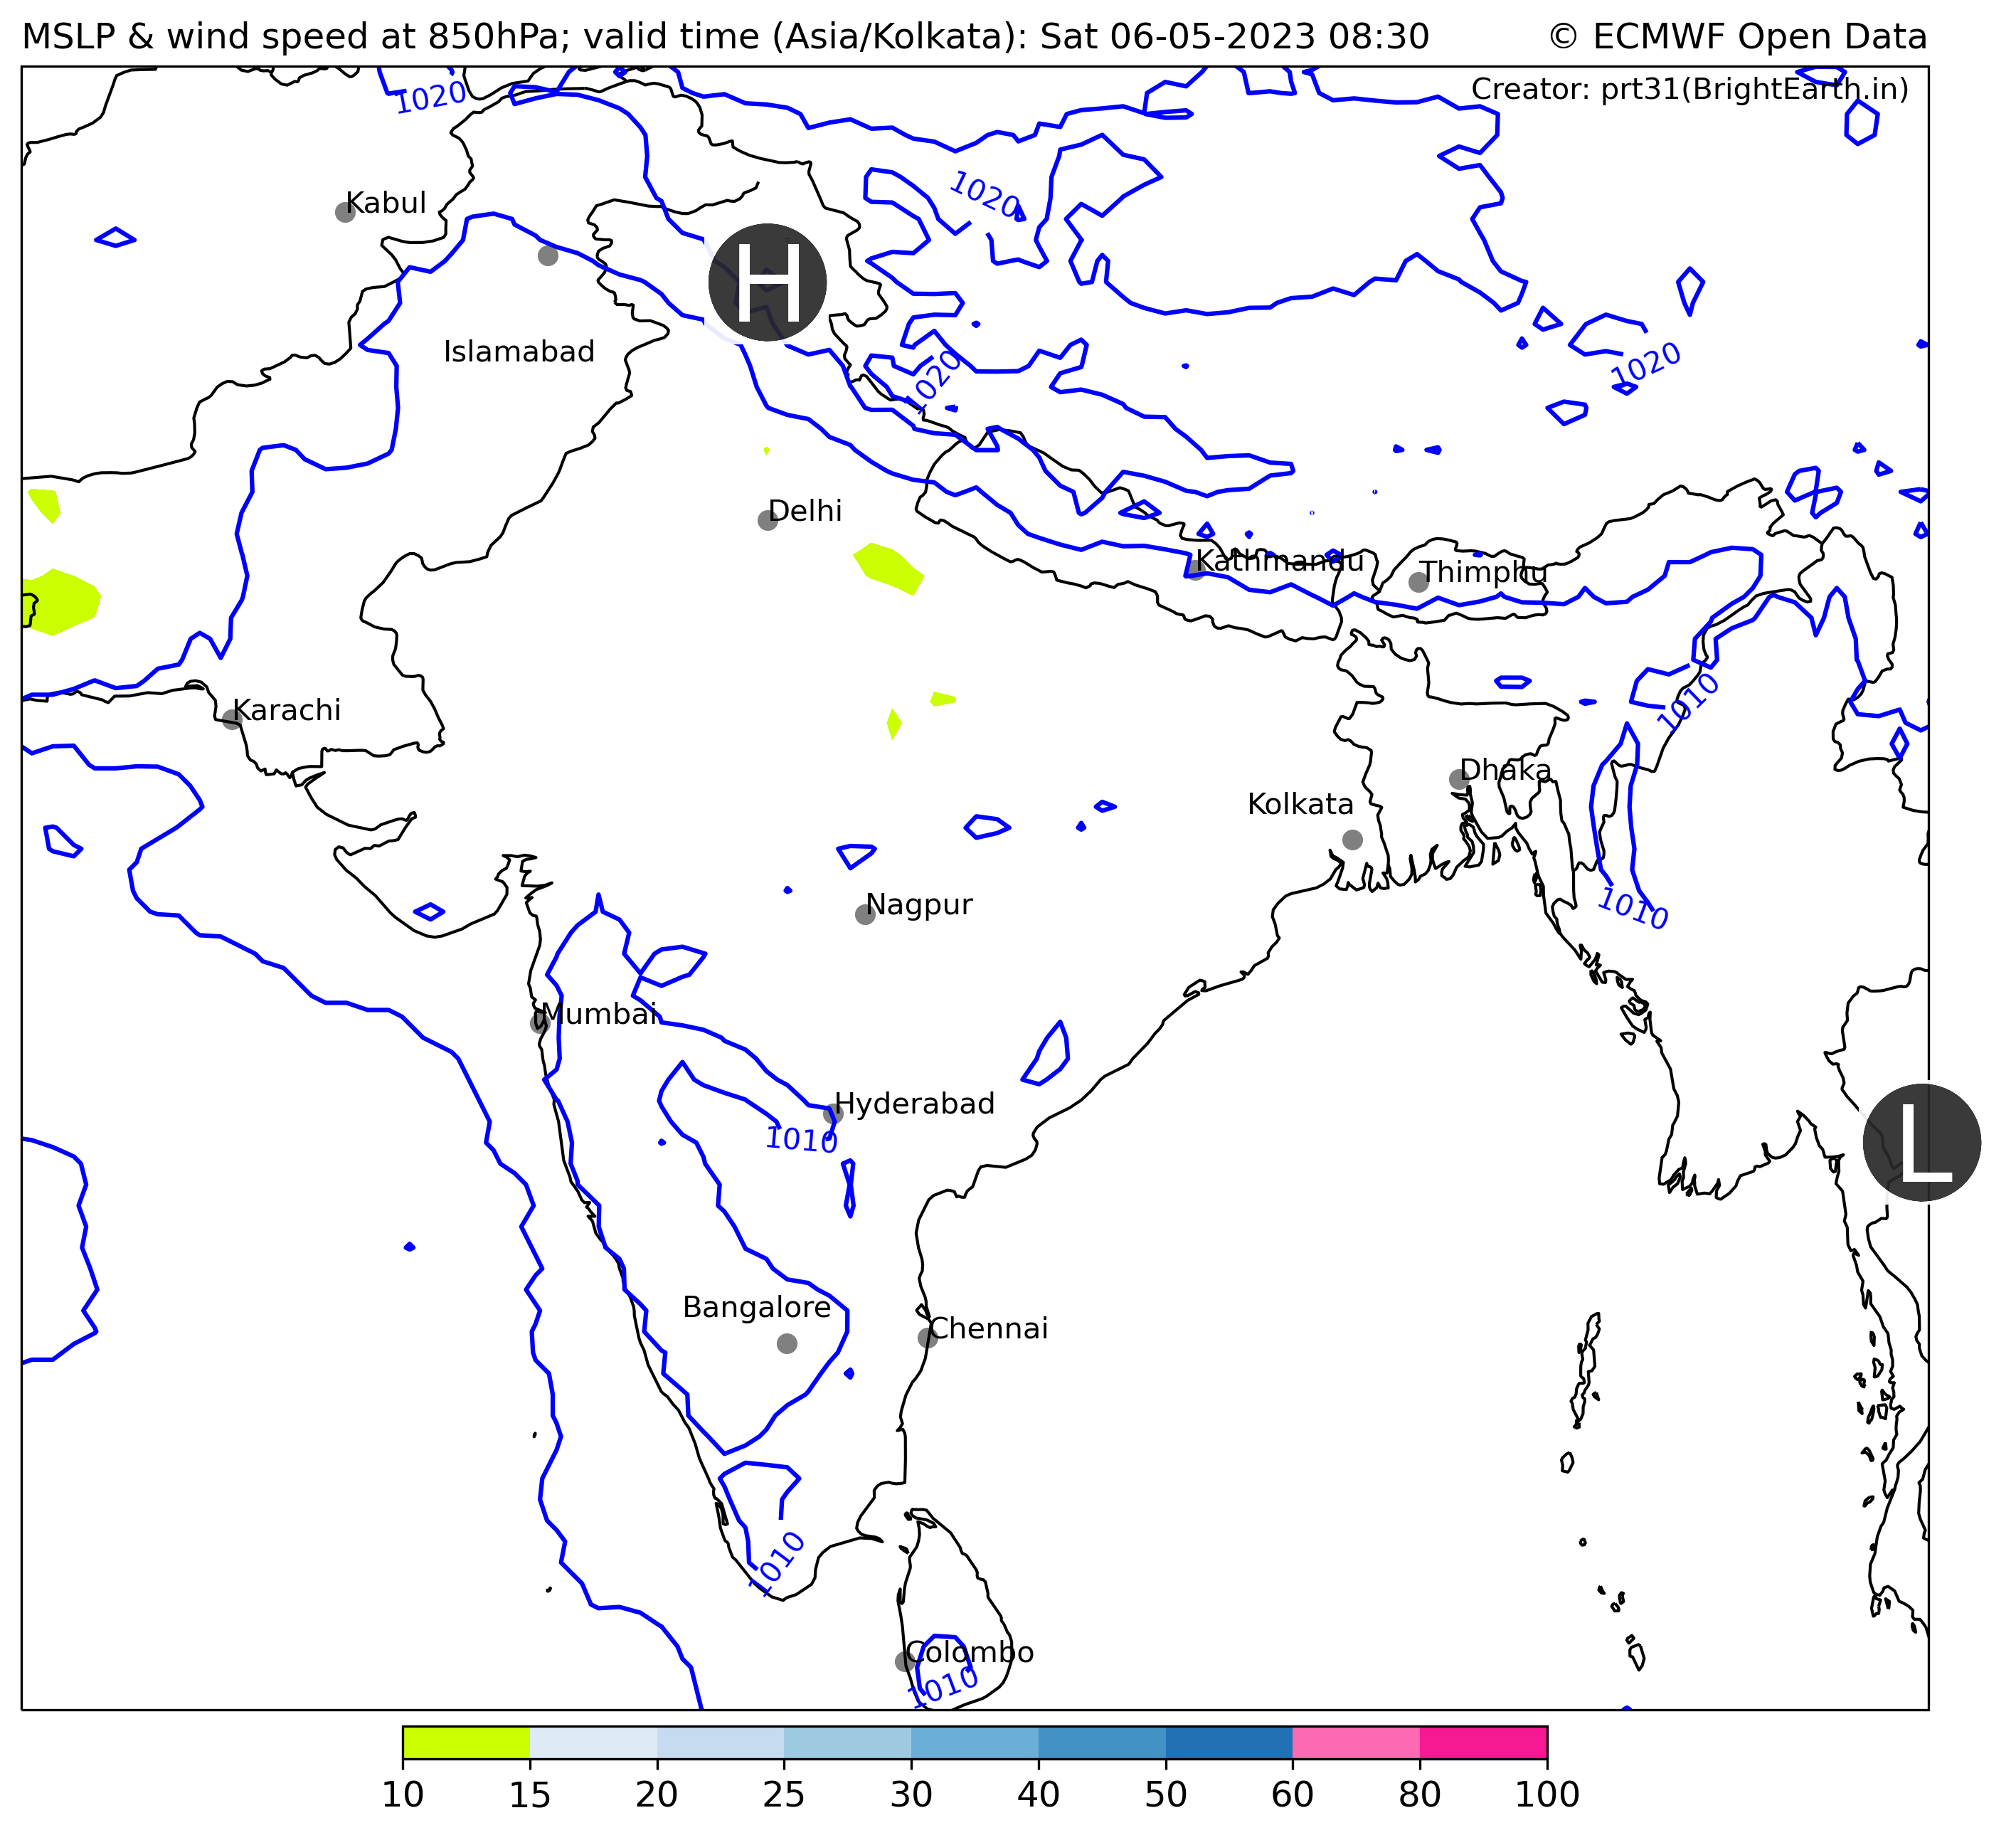 MSLP & wind speed at 850hPa; valid time (Asia/Kolkata): Sat 06-05-2023 08:30 © ECMWF Open Data
Creator: prt31(BrightEarth.in)
1020
1020
Kabul
H
Islamabad
1020
1020
Delhi
Kathmandu
Thimphu
1010
Karachi
Dhaka
Kolkata
Nagpur
1010
Mumbai
Hyderabad
1010
L
Bangalore
Chennai
1010
Colombo
1010
10 15 20 25 30 40 50 60 80 100